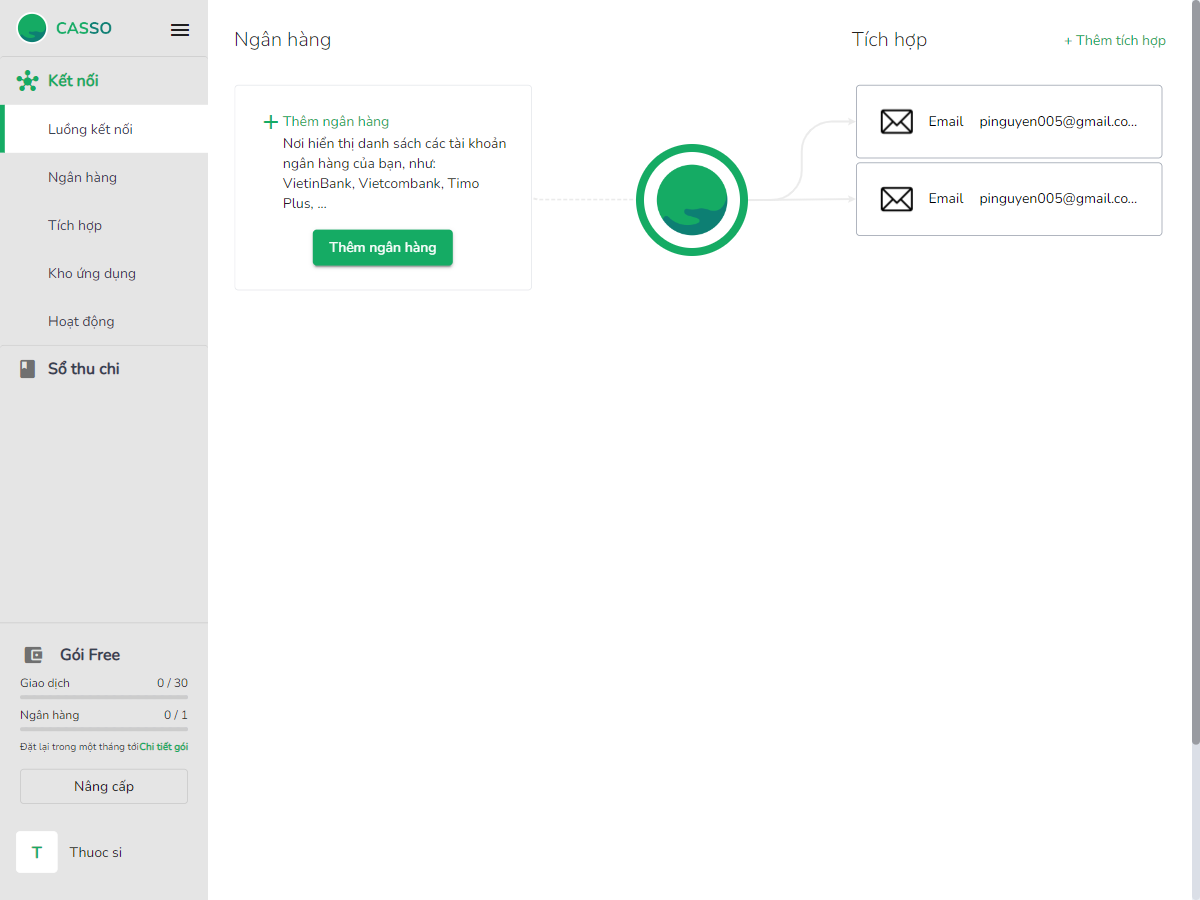 CASSO
Kết nối
Luồng kết nối
Ngân hàng
Tích hợp
Kho ứng dụng
Hoạt động
Sổ thu chi
Gói Free
Giao dịch 0 / 30
Ngân hàng 0 / 1
Đặt lại trong một tháng tới Chi tiết gói
Nâng cấp
T Thuoc si
Ngân hàng
Thêm ngân hàng
Nơi hiển thị danh sách các tài khoản
ngân hàng của bạn, như:
VietinBank, Vietcombank, Timo
Plus, ...
Thêm ngân hàng
Tích hợp + Thêm tích hợp
Email pinguyen005@gmail.co...
Email pinguyen005@gmail.co...